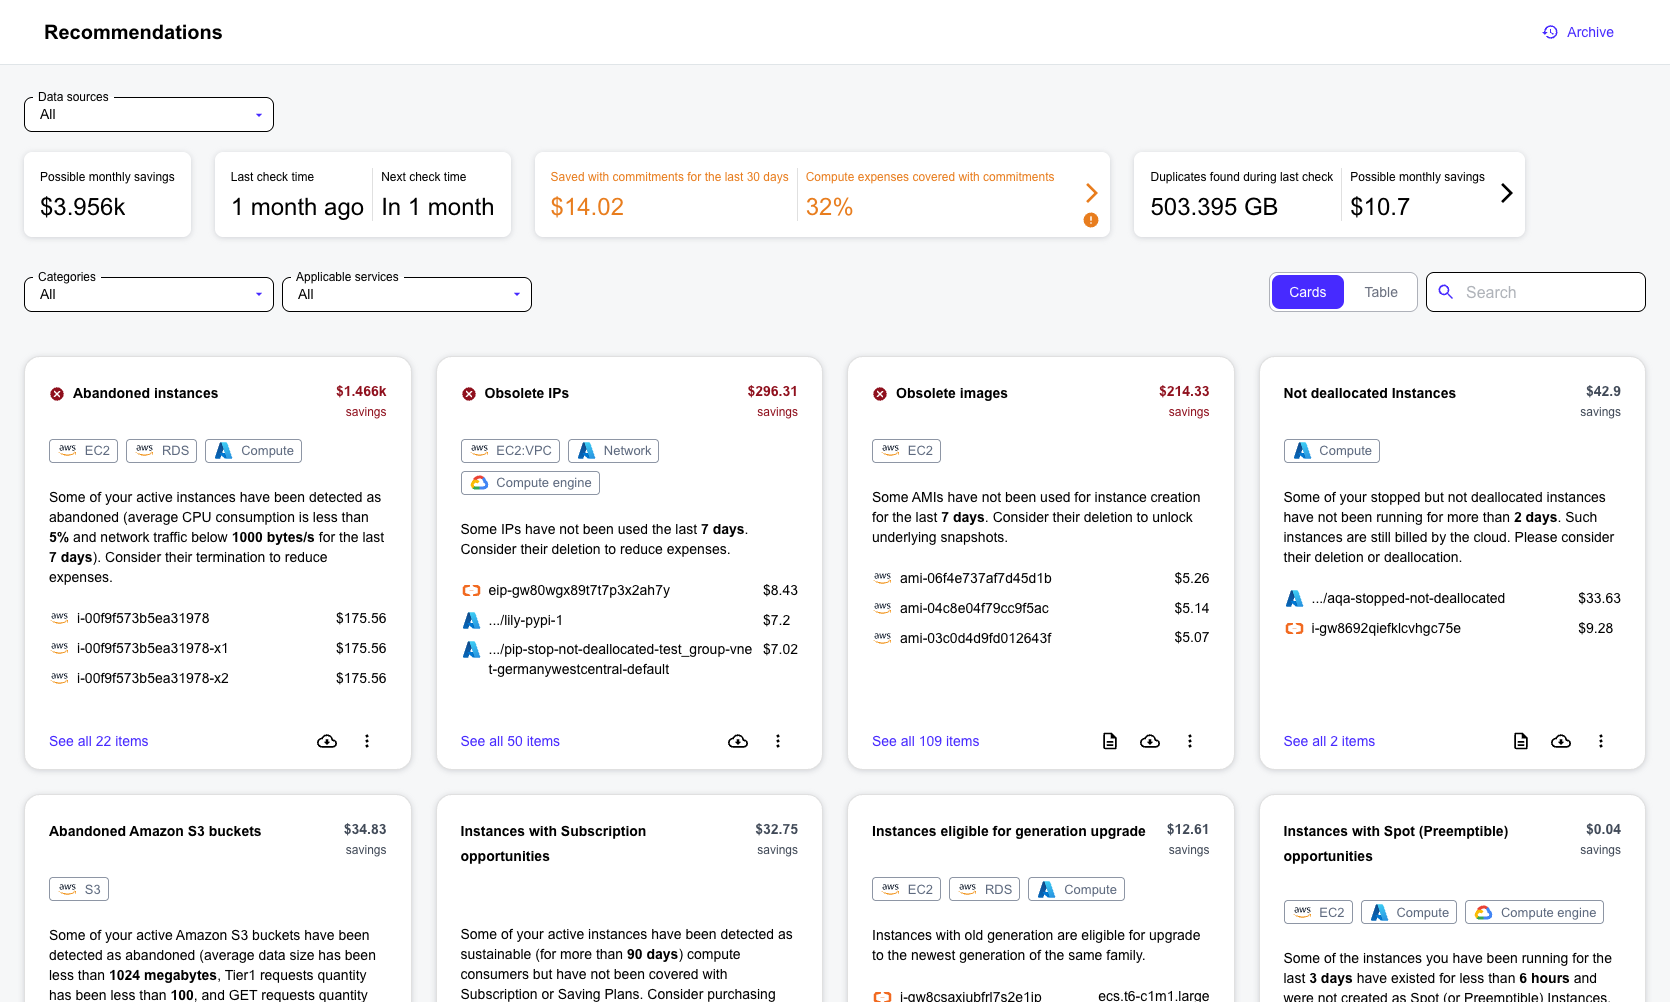 Recommendations
Archive
Data sources
All
Possible monthly savings
$3.956k
Last check time
1 month ago
Next check time
In 1 month
Saved with commitments for the last 30 days
$14.02
Compute expenses covered with commitments
32%
Duplicates found during last check
503.395 GB
Possible monthly savings
$10.7
Categories
All
Applicable services
All
Cards
Table
Search
Abandoned instances
$1.466k
savings
aws EC2
aws RDS
Compute
Some of your active instances have been detected as
abandoned (average CPU consumption is less than
5% and network traffic below 1000 bytes/s for the last
7 days). Consider their termination to reduce
expenses.
aws i-00f9f573b5ea31978 $175.56
aws i-00f9f573b5ea31978-x1 $175.56
aws i-00f9f573b5ea31978-x2 $175.56
See all 22 items
Obsolete IPs
$296.31
savings
aws EC2:VPC
Network
Compute engine
Some IPs have not been used the last 7 days.
Consider their deletion to reduce expenses.
eip-gw80wgx89t7t7p3x2ah7y $8.43
.../lily-pypi-1 $7.2
.../pip-stop-not-deallocated-test_group-vne $7.02
t-germanywestcentral-default
See all 50 items
Obsolete images
$214.33
savings
aws EC2
Some AMIs have not been used for instance creation
for the last 7 days. Consider their deletion to unlock
underlying snapshots.
aws ami-06f4e737af7d45d1b $5.26
aws ami-04c8e04f79cc9f5ac $5.14
aws ami-03c0d4d9fd012643f $5.07
See all 109 items
Not deallocated Instances
$42.9
savings
Compute
Some of your stopped but not deallocated instances
have not been running for more than 2 days. Such
instances are still billed by the cloud. Please consider
their deletion or deallocation.
.../aqa-stopped-not-deallocated $33.63
i-gw8692qiefklcvhgc75e $9.28
See all 2 items
Abandoned Amazon S3 buckets
$34.83
savings
aws S3
Some of your active Amazon S3 buckets have been
detected as abandoned (average data size has been
less than 1024 megabytes, Tier1 requests quantity
has been less than 100, and GET requests quantity
Instances with Subscription
opportunities
$32.75
savings
Some of your active instances have been detected as
sustainable (for more than 90 days) compute
consumers but have not been covered with
Subscription or Saving Plans. Consider purchasing
Instances eligible for generation upgrade
$12.61
savings
aws EC2
aws RDS
Compute
Instances with old generation are eligible for upgrade
to the newest generation of the same family.
i-gw8csaxjubfrl7s2e1ip ecs.t6-c1m1.large
Instances with Spot (Preemptible)
opportunities
$0.04
savings
aws EC2
Compute
Compute engine
Some of the instances you have been running for the
last 3 days have existed for less than 6 hours and
were not created as Spot (or Preemptible) Instances.